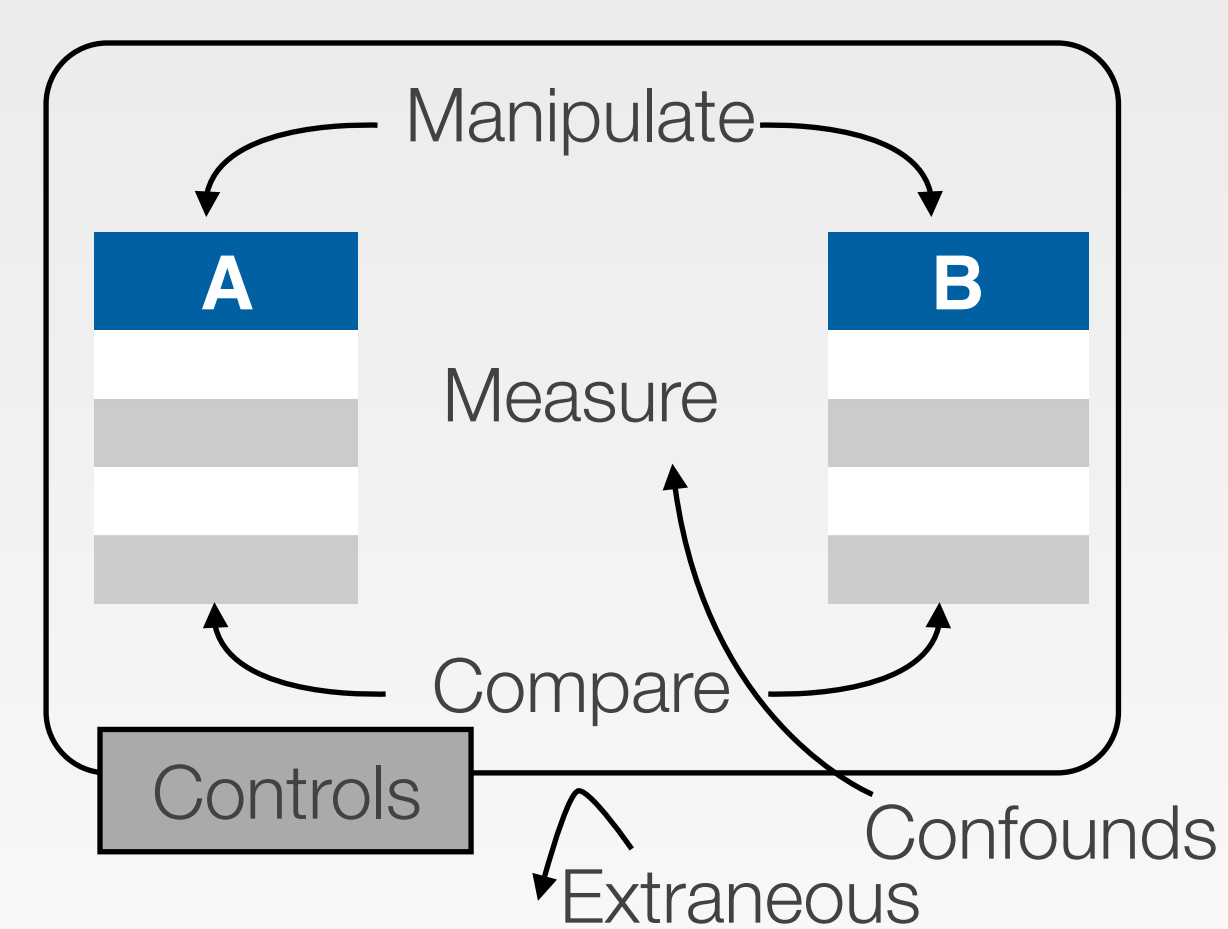 Manipulate
A
B
Measure
Compare
Controls
Confounds
Extraneous